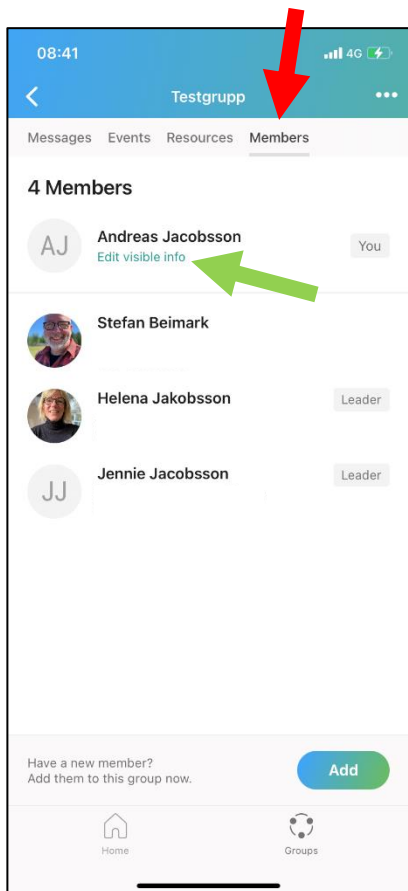 08:41 4G
Testgrupp
Messages Events Resources Members
4 Members
AJ Andreas Jacobsson You
Edit visible info
Stefan Beimark
Helena Jakobsson Leader
JJ Jennie Jacobsson Leader
Have a new member?
Add them to this group now.
Add
Home Groups